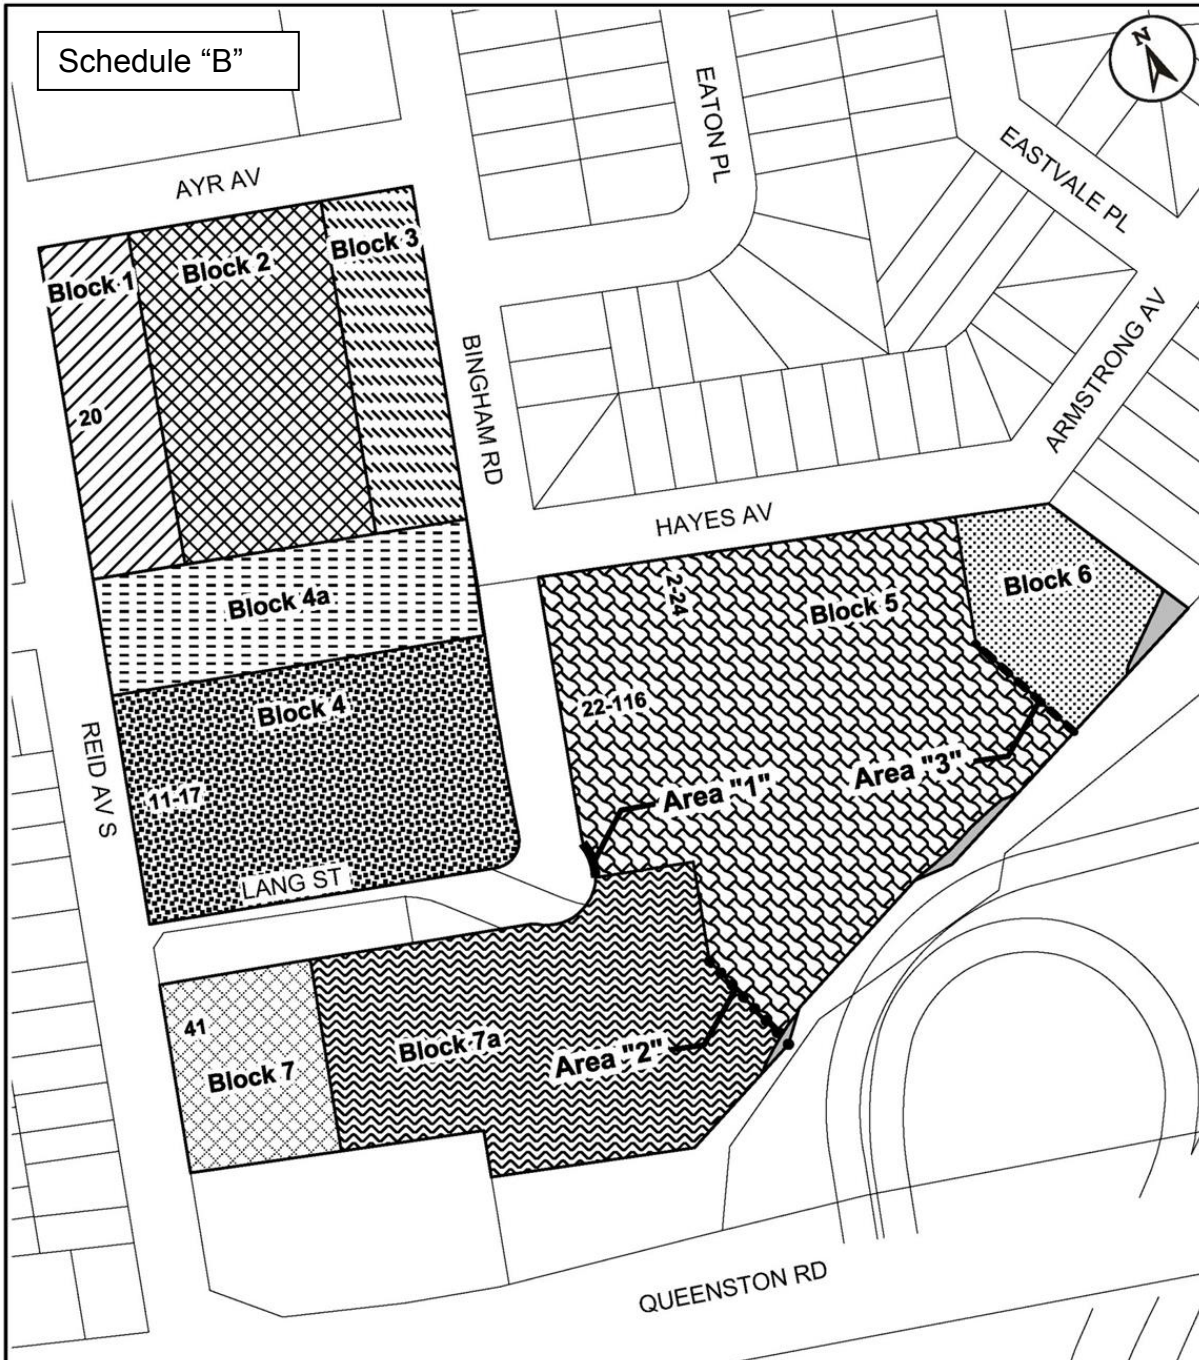 Schedule “B”
N
EATON PL
EASTVALE PL
AYR AV
Block 1
Block 2
Block 3
ARMSTRONG AV
BINGHAM RD
20
HAYES AV
Block 4a
2-24
Block 5
Block 6
Block 4
22-116
REID AV S
11-17
Area "1"
Area "3"
LANG ST
41
Block 7
Block 7a
Area "2"
QUEENSTON RD